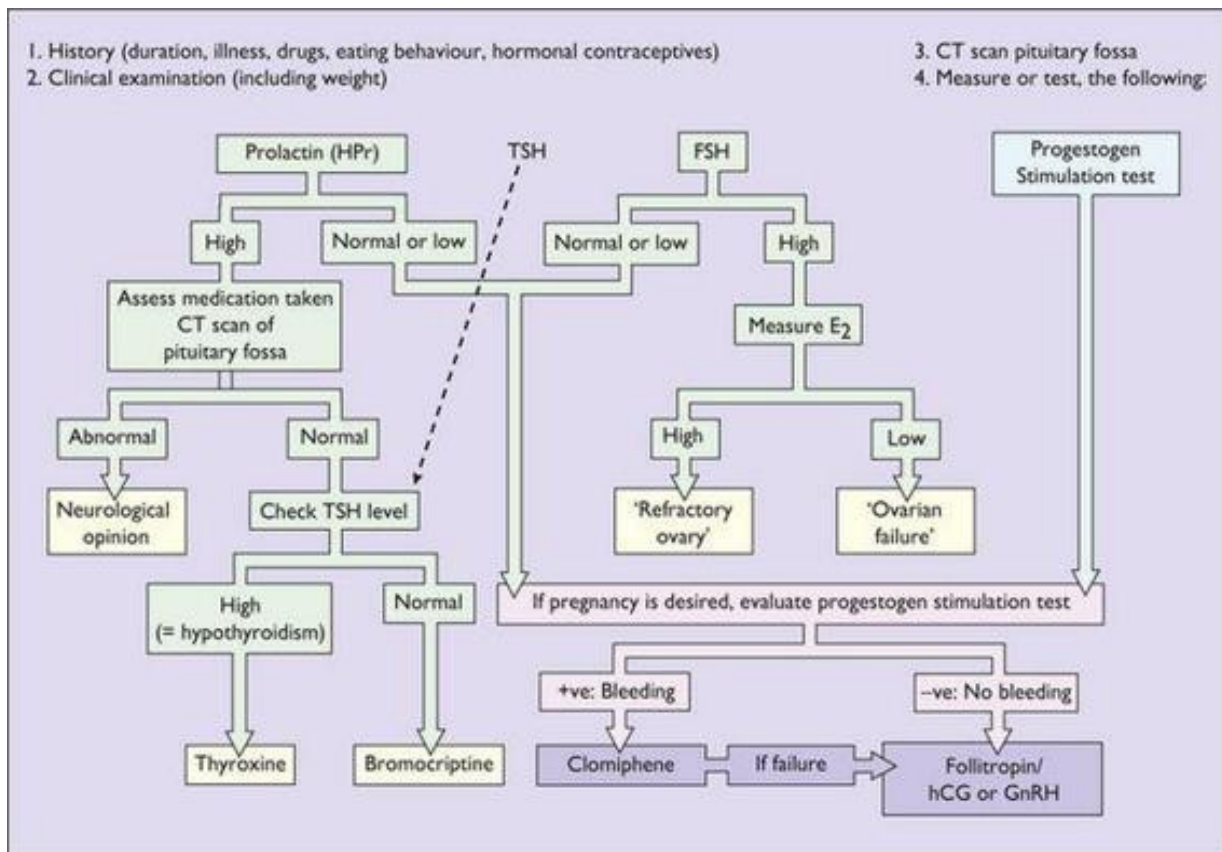 1. History (duration, illness, drugs, eating behaviour, hormonal contraceptives)
2. Clinical examination (including weight)
3. CT scan pituitary fossa
4. Measure or test, the following:
Prolactin (HPr)
TSH
FSH
Progestogen
Stimulation test
High
Normal or low
Normal or low
High
Assess medication taken
CT scan of
pituitary fossa
Measure E2
Abnormal
Normal
High
Low
Neurological
opinion
Check TSH level
'Refractory
ovary'
'Ovarian
failure'
High
(= hypothyroidism)
Normal
If pregnancy is desired, evaluate progestogen stimulation test
+ve: Bleeding
–ve: No bleeding
Thyroxine
Bromocriptine
Clomiphene
If failure
Follitropin/
hCG or GnRH